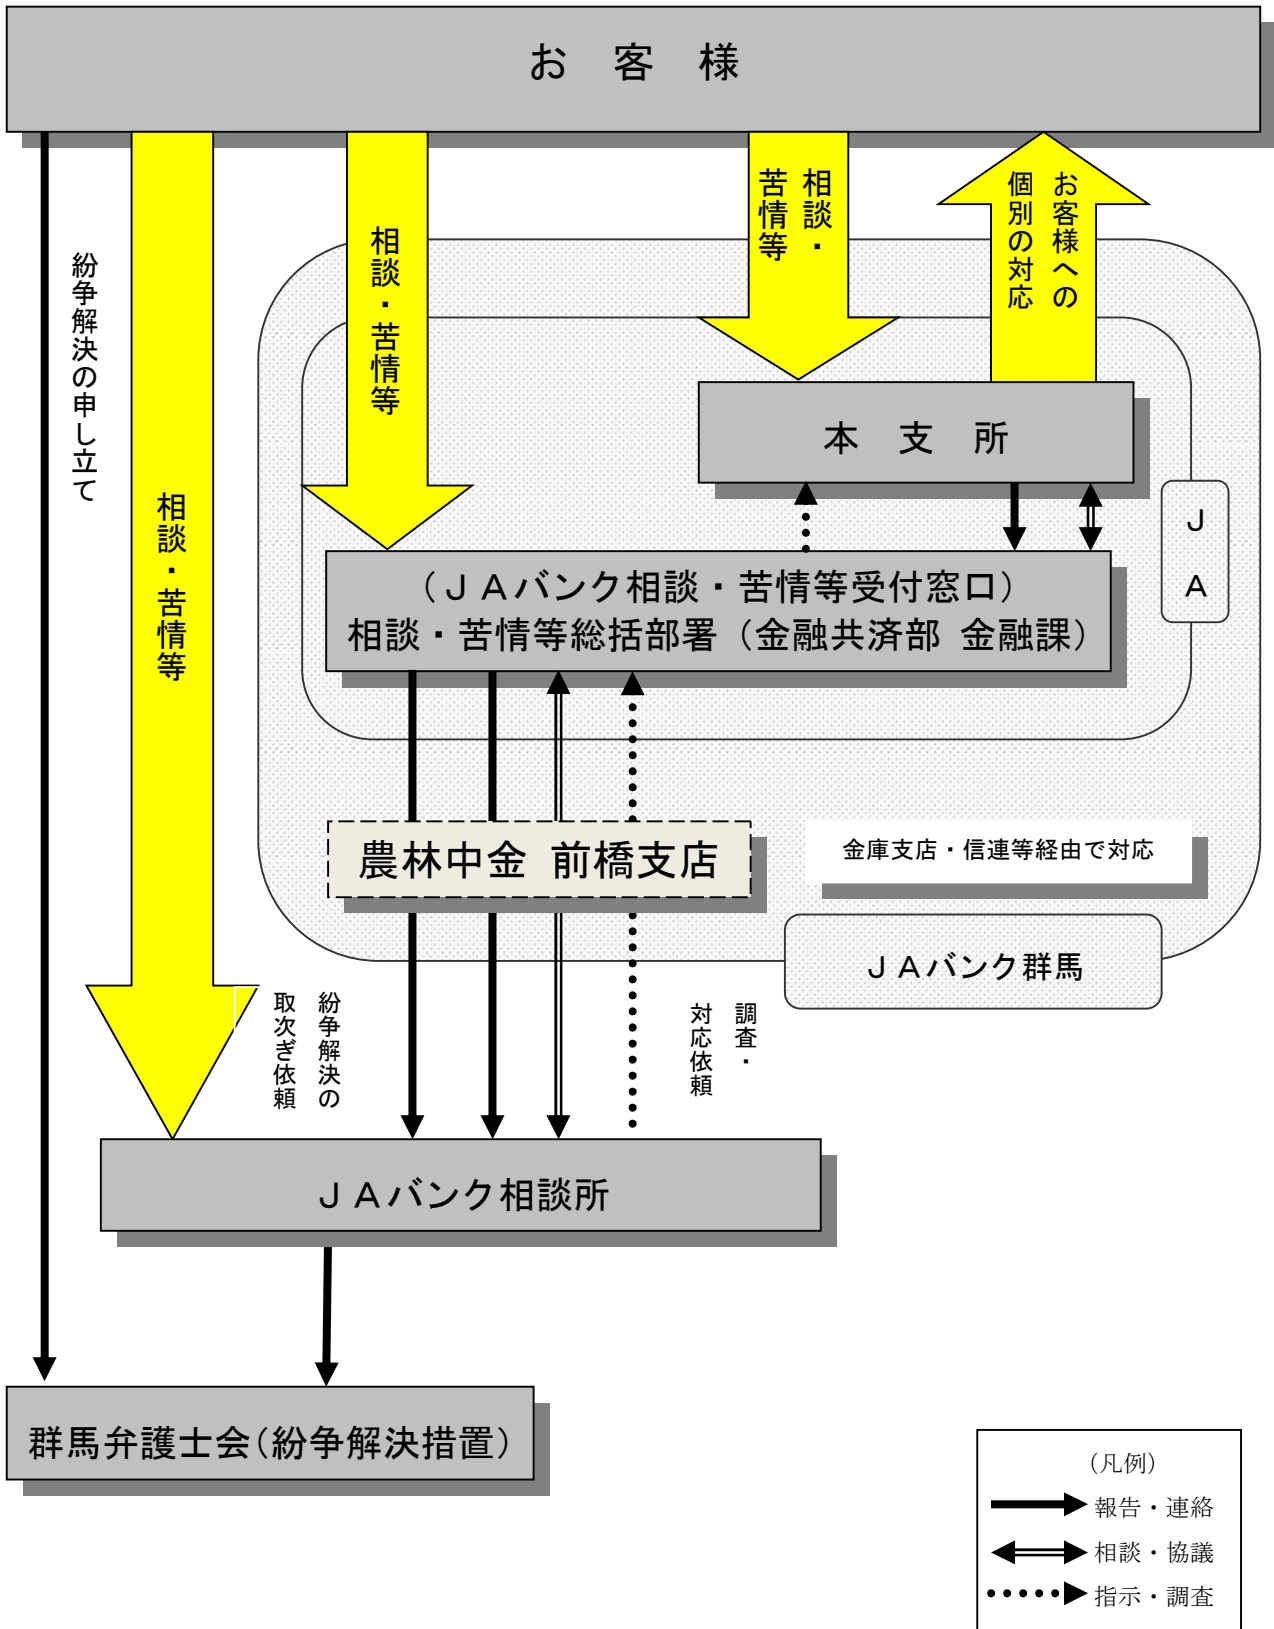 お　客　様
紛争解決の申し立て
相談・苦情等
相談・苦情等
相談・
苦情等
お客様への
個別の対応
本　支　所
Ｊ
Ａ
（ＪＡバンク相談・苦情等受付窓口）
相談・苦情等総括部署（金融共済部 金融課）
農林中金 前橋支店
金庫支店・信連等経由で対応
ＪＡバンク群馬
紛争解決の
取次ぎ依頼
調査・
対応依頼
ＪＡバンク相談所
群馬弁護士会（紛争解決措置）
（凡例）
報告・連絡
相談・協議
指示・調査